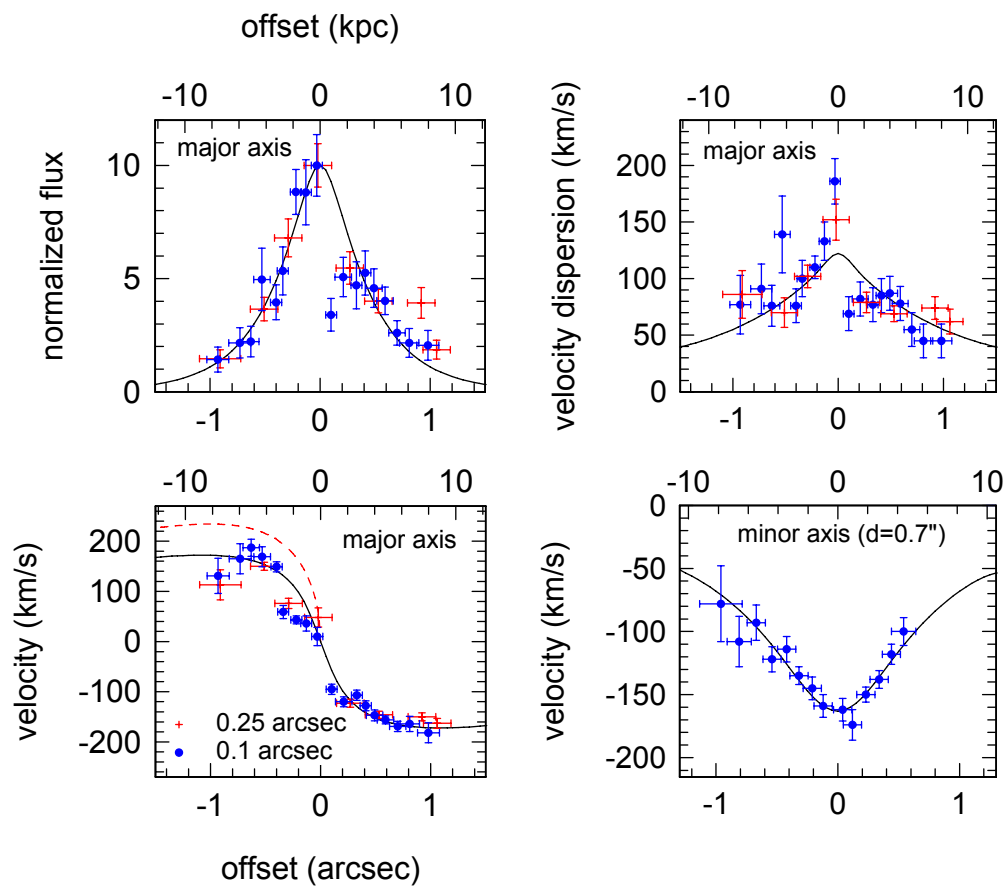 offset (kpc)
-10 0 10
-10 0 10
normalized flux
major axis
10
5
0
-1 0 1
velocity dispersion (km/s)
major axis
200
150
100
50
0
-1 0 1
-10 0 10
-10 0 10
velocity (km/s)
major axis
200
100
0
-100
-200
0.25 arcsec
0.1 arcsec
-1 0 1
velocity (km/s)
minor axis (d=0.7")
0
-50
-100
-150
-200
-1 0 1
offset (arcsec)